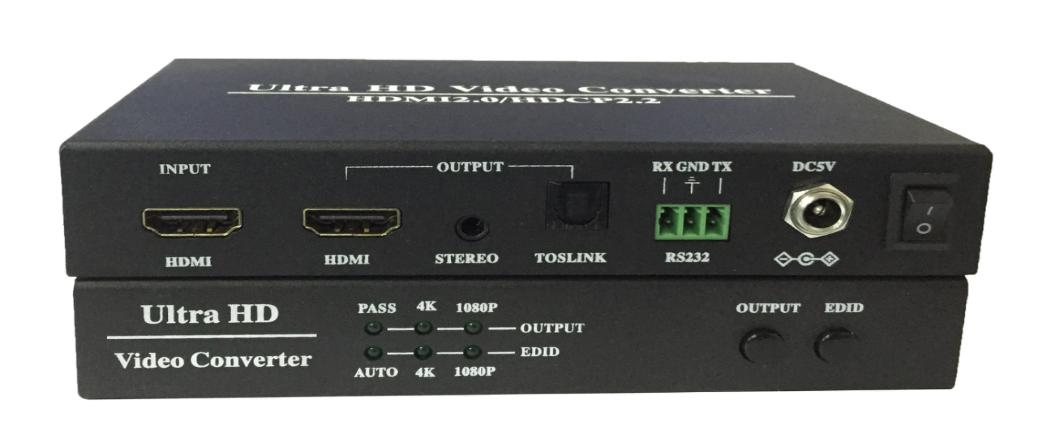 Ultra HD Video Converter
HDMI2.0/HDCP2.2
INPUT OUTPUT RX GND TX DC5V
HDMI HDMI STEREO TOSLINK RS232
Ultra HD
Video Converter
PASS 4K 1080P
OUTPUT
EDID
AUTO 4K 1080P
OUTPUT EDID